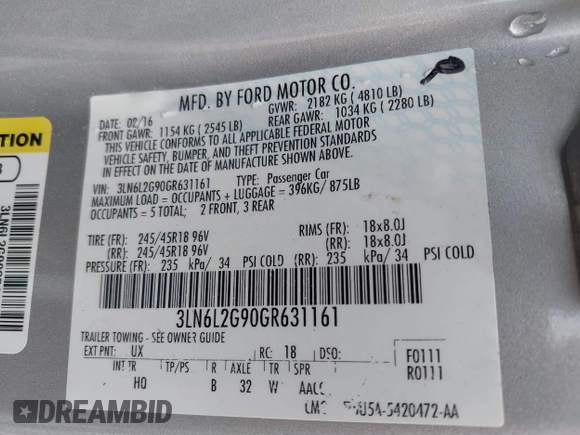 MFD. BY FORD MOTOR CO.
DATE: 02/16 GVWR: 2182 KG ( 4810 LB)
FRONT GAWR: 1154 KG ( 2545 LB) REAR GAWR: 1034 KG ( 2280 LB)
THIS VEHICLE CONFORMS TO ALL APPLICABLE FEDERAL MOTOR
VEHICLE SAFETY, BUMPER, AND THEFT PREVENTION STANDARDS
IN EFFECT ON THE DATE OF MANUFACTURE SHOWN ABOVE.
VIN: 3LN6L2G90GR631161 TYPE: Passenger Car
MAXIMUM LOAD = OCCUPANTS + LUGGAGE = 396KG/ 875LB
OCCUPANTS = 5 TOTAL; 2 FRONT, 3 REAR
TIRE (FR): 245/45R18 96V RIMS (FR): 18x8.0J
(RR): 245/45R18 96V (RR): 18x8.0J
PRESSURE (FR): 235 kPa/ 34 PSI COLD (RR): 235 kPa/ 34 PSI COLD
3LN6L2G90GR631161
TRAILER TOWING - SEE OWNER GUIDE
EXT PNT: UX RC: 18 DSO: F0111
INT TR TP/PS R AXLE TR SPR R0111
HQ B 32 W
5420472-AA
DREAMBID